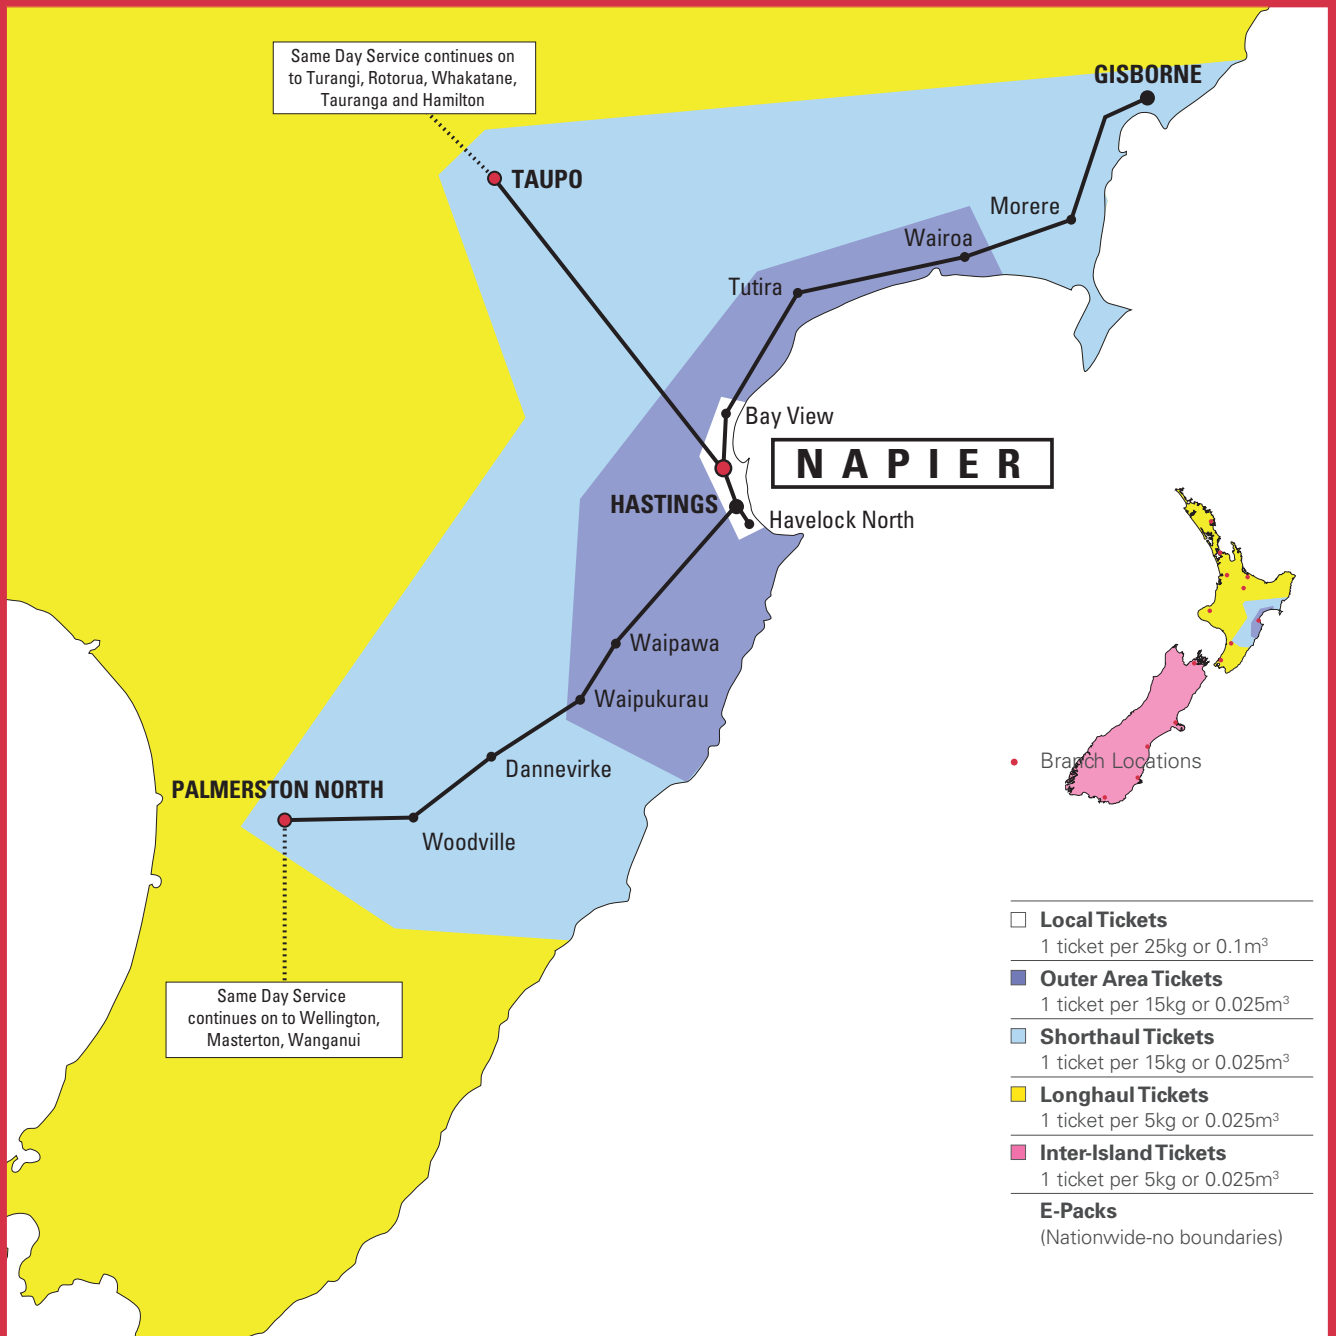 Same Day Service continues on
to Turangi, Rotorua, Whakatane,
Tauranga and Hamilton
GISBORNE
TAUPO
Morere
Wairoa
Tutira
Bay View
NAPIER
HASTINGS
Havelock North
Waipawa
Waipukurau
Dannevirke
PALMERSTON NORTH
Woodville
Branch Locations
Same Day Service
continues on to Wellington,
Masterton, Wanganui
Local Tickets
1 ticket per 25kg or 0.1m³
Outer Area Tickets
1 ticket per 15kg or 0.025m³
Shorthaul Tickets
1 ticket per 15kg or 0.025m³
Longhaul Tickets
1 ticket per 5kg or 0.025m³
Inter-Island Tickets
1 ticket per 5kg or 0.025m³
E-Packs
(Nationwide-no boundaries)